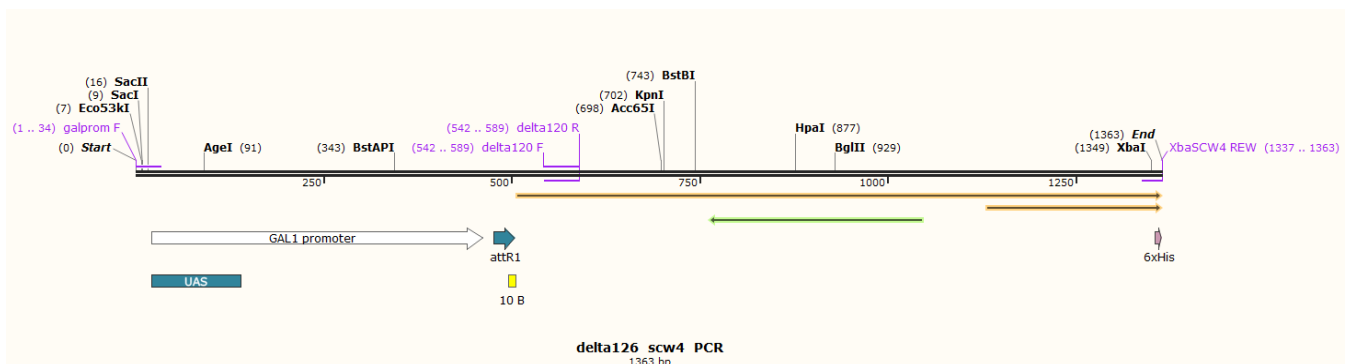 (16) SacII
(9) SacI
(7) Eco53kI
(1 .. 34) galprom F
(0) Start
AgeI (91)
(343) BstAPI
(542 .. 589) delta120 R
(542 .. 589) delta120 F
(743) BstBI
(702) KpnI
(698) Acc65I
HpaI (877)
BglII (929)
(1363) End
(1349) XbaI
XbaSCW4 REW (1337 .. 1363)
250
500
750
1000
1250
GAL1 promoter
attR1
6xHis
UAS
10 B
delta126 scw4 PCR
1363 bp